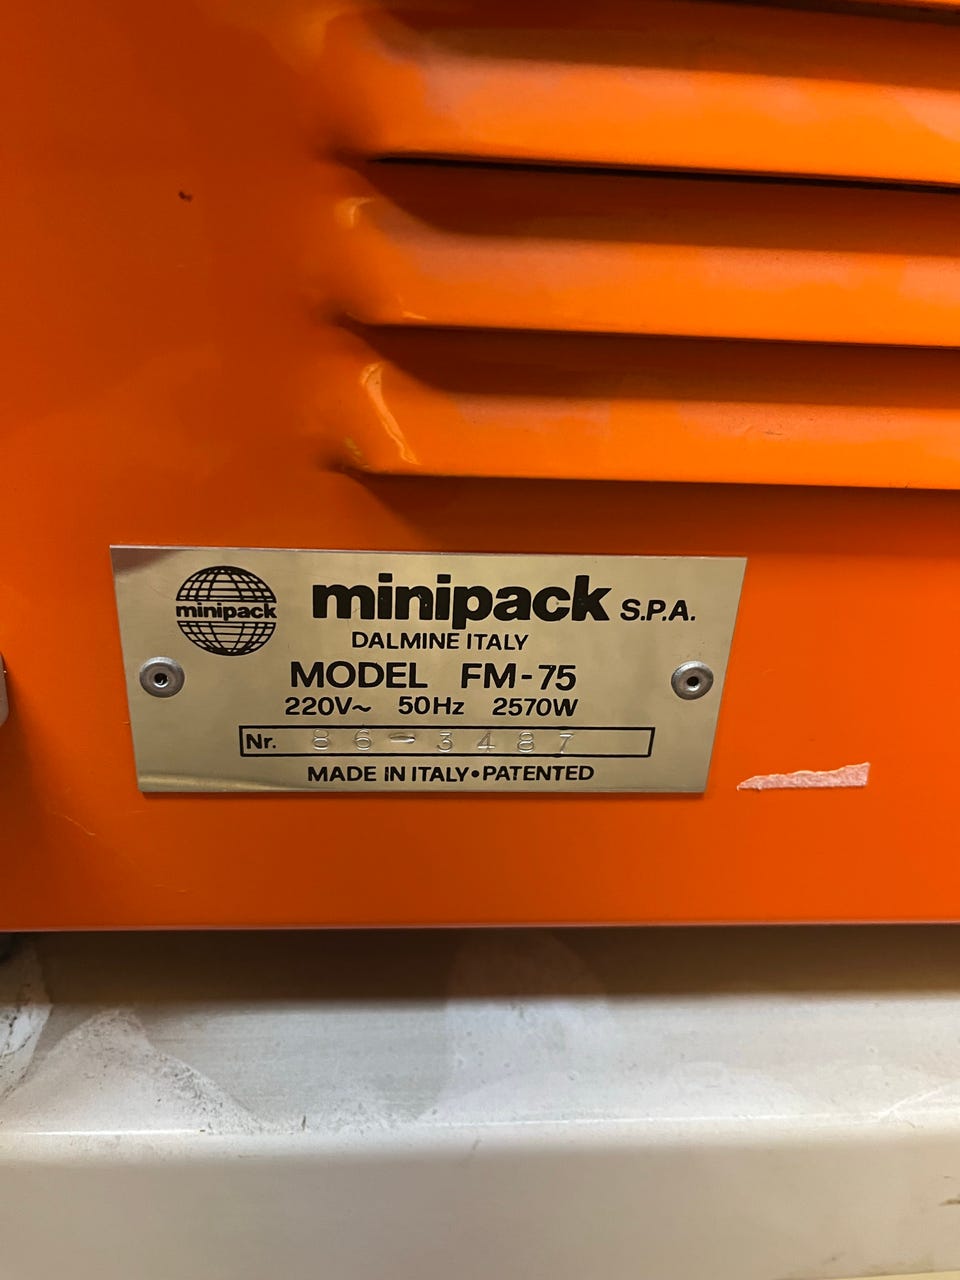 minipack
minipack S.P.A.
DALMINE ITALY
MODEL FM-75
220V~ 50Hz 2570W
Nr. 86-3487
MADE IN ITALY•PATENTED